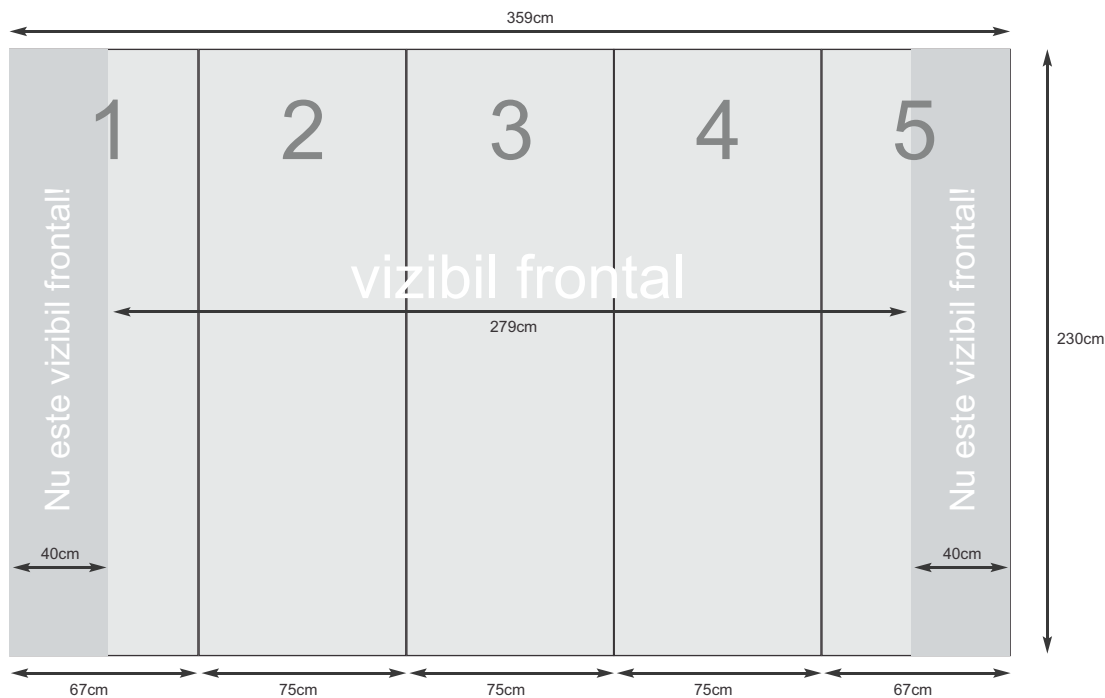 359cm
1
2
3
4
5
Nu este vizibil frontal!
vizibil frontal
Nu este vizibil frontal!
279cm
230cm
40cm
40cm
67cm
75cm
75cm
75cm
67cm